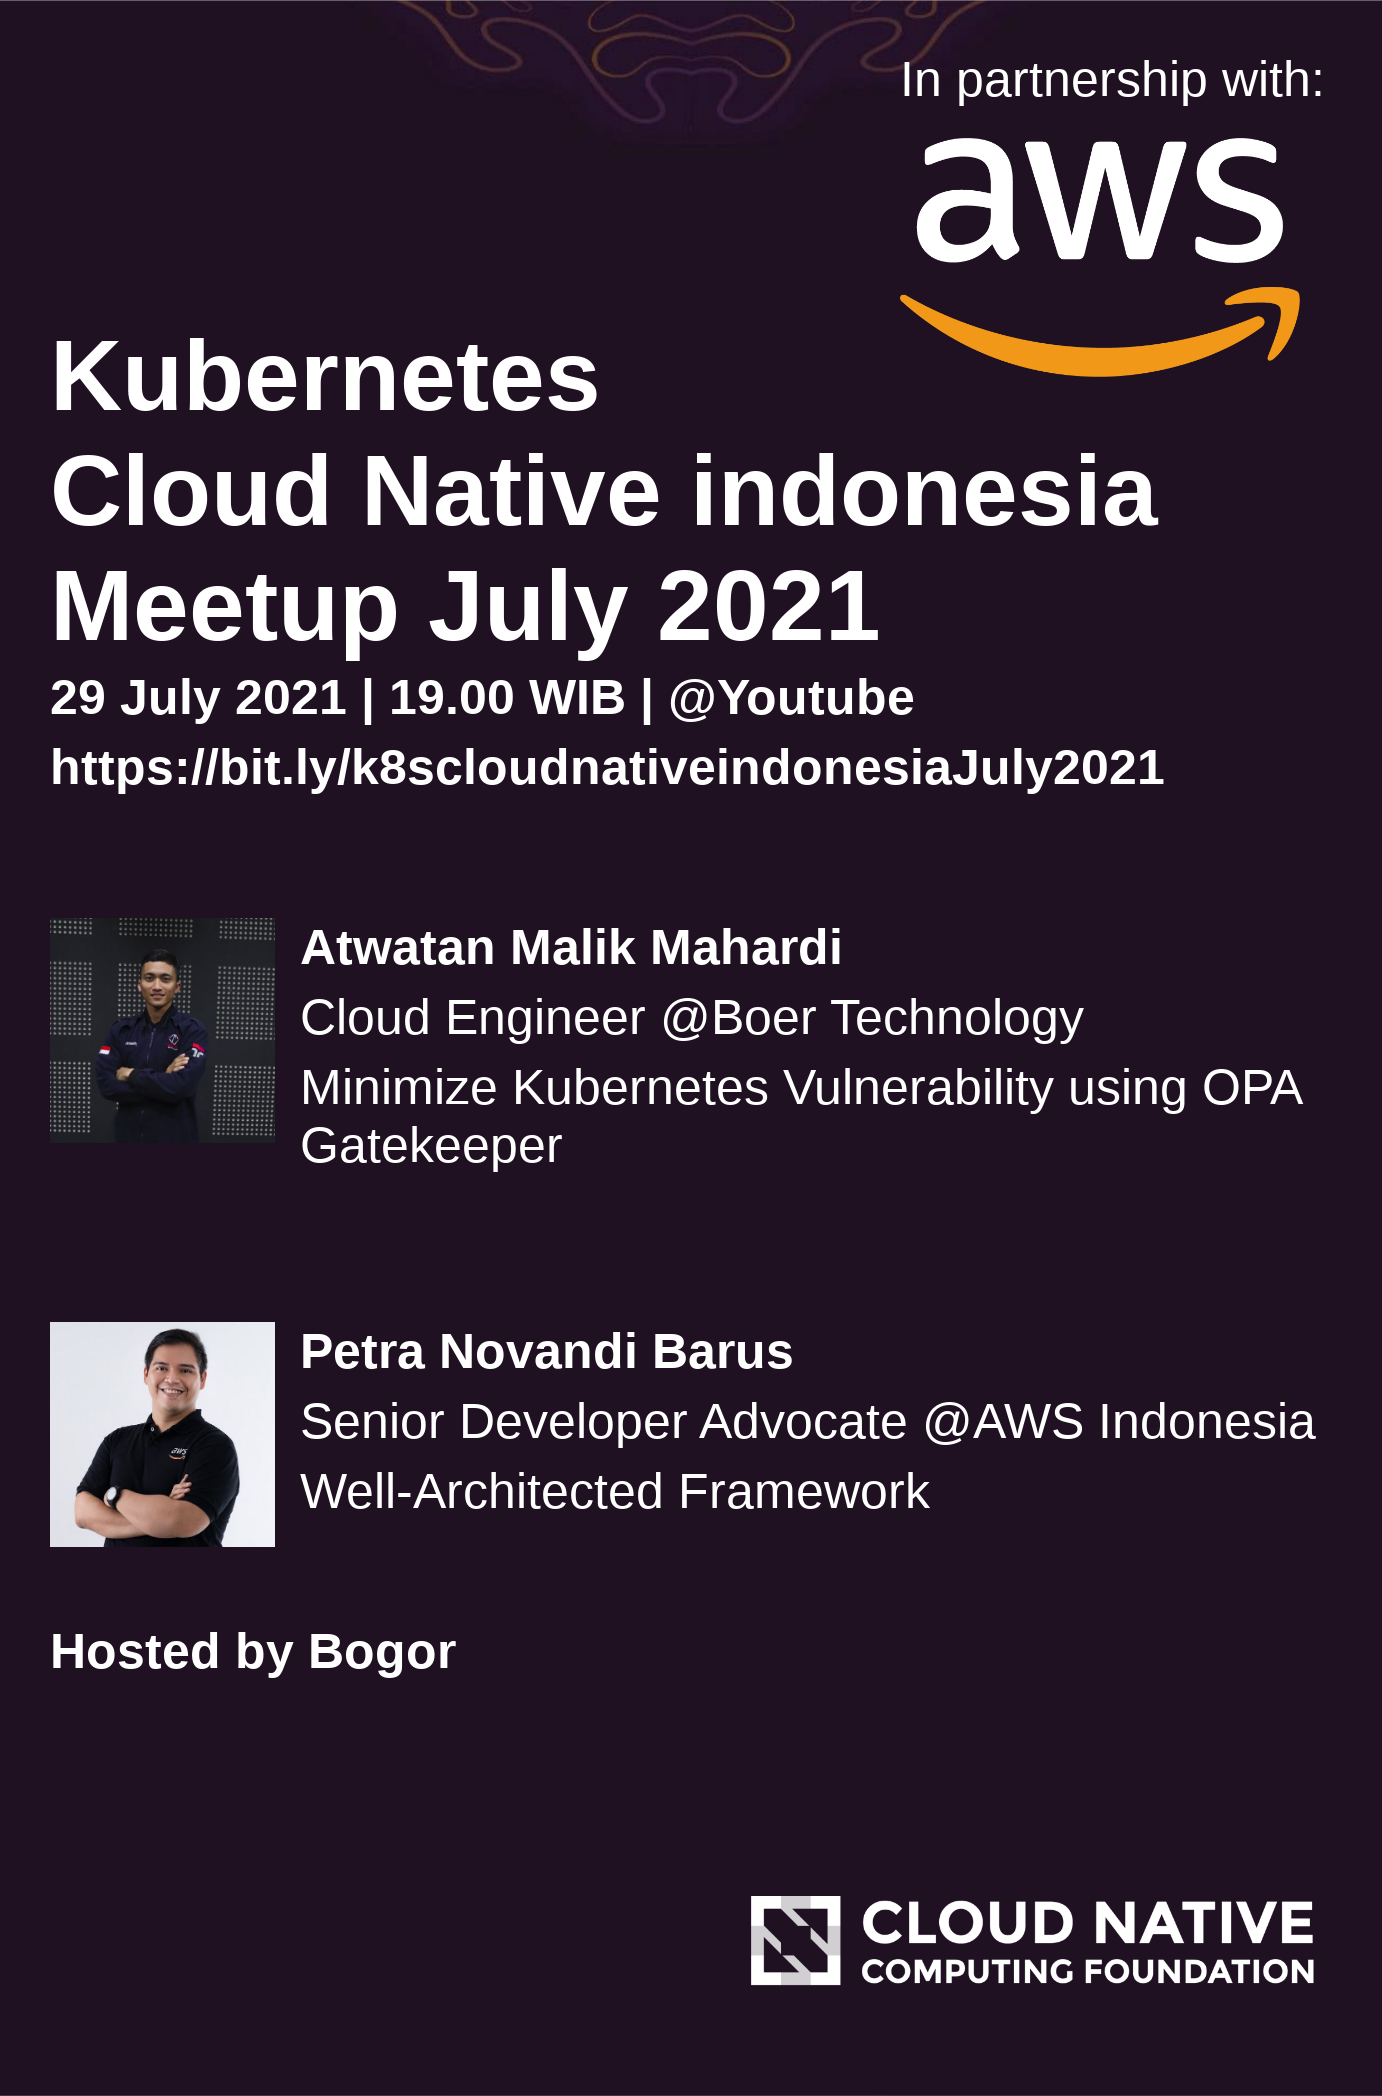 In partnership with:
aws
Kubernetes
Cloud Native indonesia
Meetup July 2021
29 July 2021 | 19.00 WIB | @Youtube
https://bit.ly/k8scloudnativeindonesiaJuly2021
Atwatan Malik Mahardi
Cloud Engineer @Boer Technology
Minimize Kubernetes Vulnerability using OPA
Gatekeeper
Petra Novandi Barus
Senior Developer Advocate @AWS Indonesia
Well-Architected Framework
aws
Hosted by Bogor
CLOUD NATIVE
COMPUTING FOUNDATION